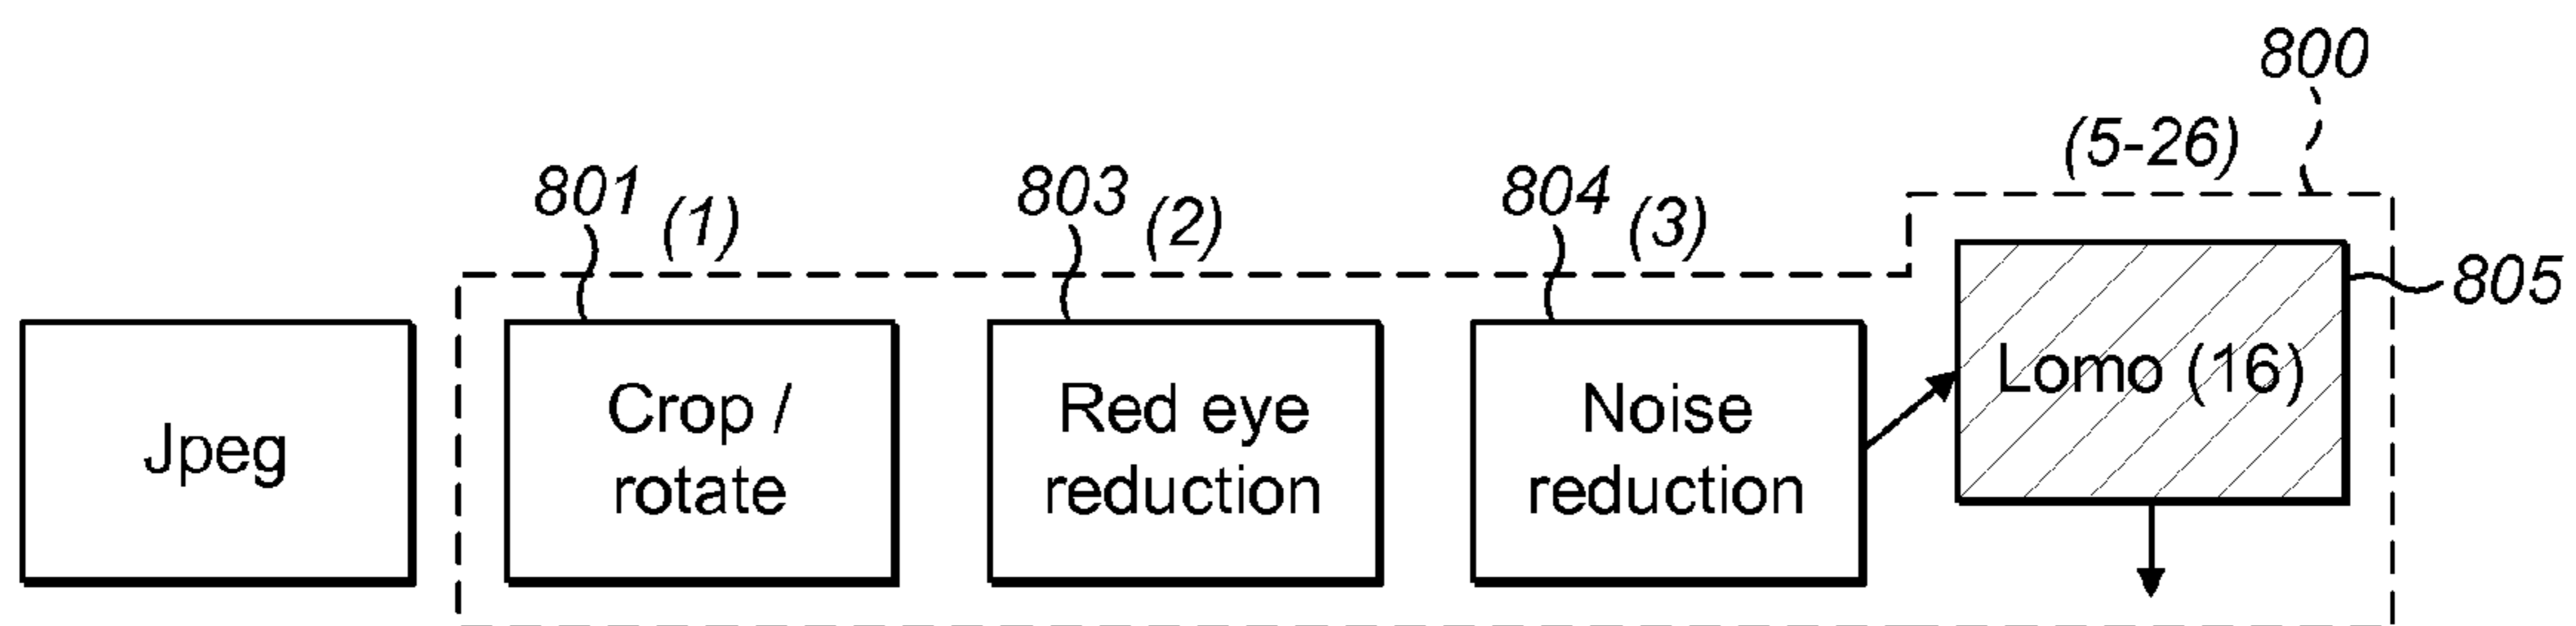 800
(5-26)
801 (1)
803 (2)
804 (3)
805
Jpeg
Crop /
rotate
Red eye
reduction
Noise
reduction
Lomo (16)